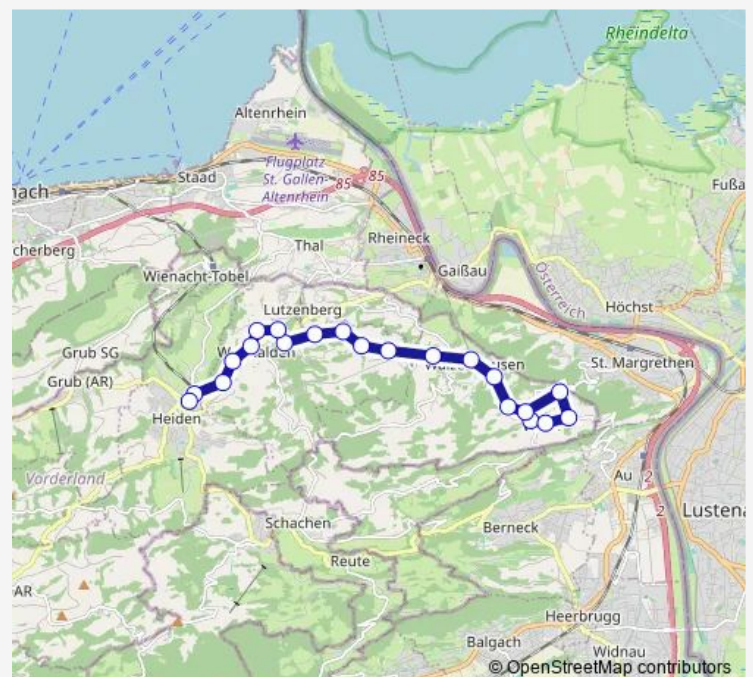 Rheindelta
Altenrhein
Flugplatz
St. Gallen-
Altenrhein
85
85
nach
Staad
Fußa
cherberg
Thal
Rheineck
Gaißau
Wienacht-Tobel
Österreich
Höchst
Lutzenberg
Grub SG
Grub (AR)
St. Margrethen
Heiden
Vorderland
Au
2
2
Lustena
Schachen
Berneck
Reute
AR
Heerbrugg
Balgach
Widnau
© OpenStreetMap contributors